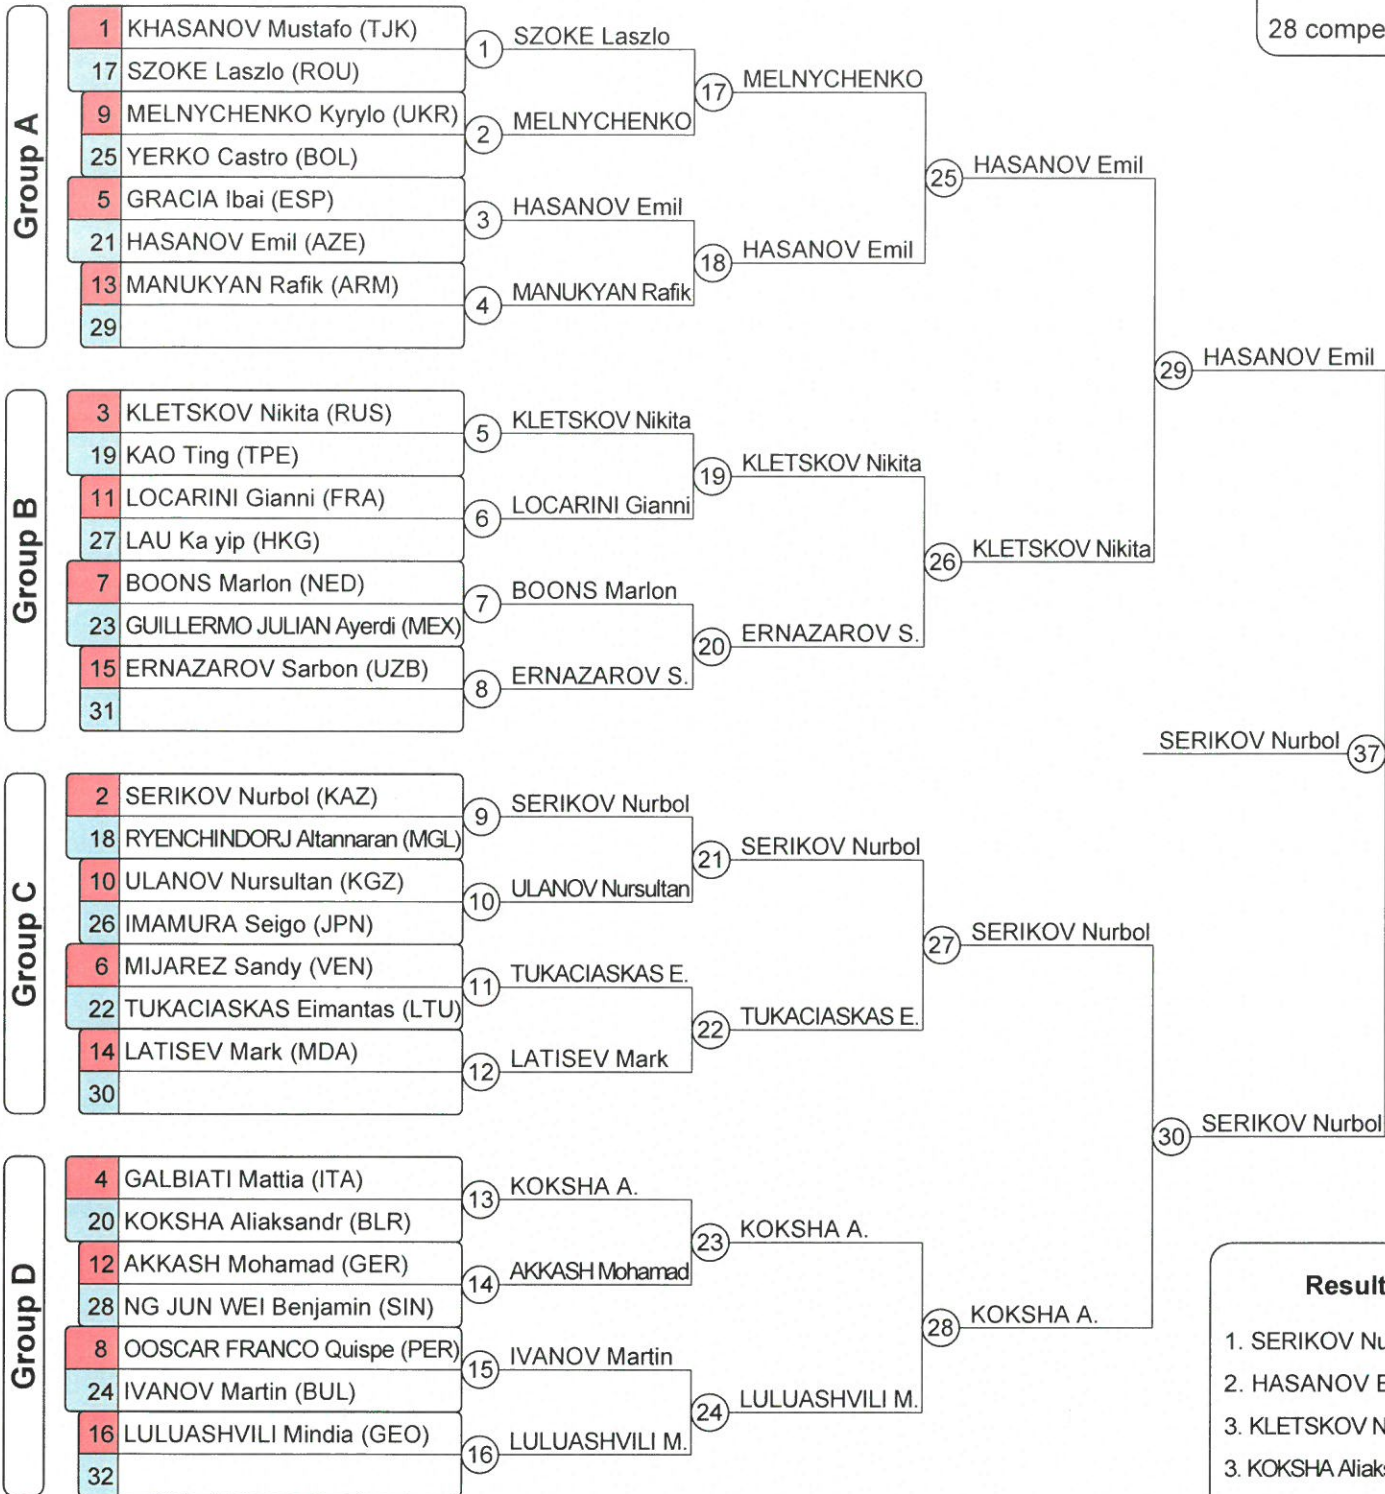 28 compe
Group A
1 KHASANOV Mustafo (TJK)
17 SZOKE Laszlo (ROU)
9 MELNYCHENKO Kyrylo (UKR)
25 YERKO Castro (BOL)
5 GRACIA Ibai (ESP)
21 HASANOV Emil (AZE)
13 MANUKYAN Rafik (ARM)
29
1 SZOKE Laszlo
2 MELNYCHENKO
3 HASANOV Emil
4 MANUKYAN Rafik
17 MELNYCHENKO
18 HASANOV Emil
25 HASANOV Emil
Group B
3 KLETSKOV Nikita (RUS)
19 KAO Ting (TPE)
11 LOCARINI Gianni (FRA)
27 LAU Ka yip (HKG)
7 BOONS Marlon (NED)
23 GUILLERMO JULIAN Ayerdi (MEX)
15 ERNAZAROV Sarbon (UZB)
31
5 KLETSKOV Nikita
6 LOCARINI Gianni
7 BOONS Marlon
8 ERNAZAROV S.
19 KLETSKOV Nikita
20 ERNAZAROV S.
26 KLETSKOV Nikita
29 HASANOV Emil
SERIKOV Nurbol 37
Group C
2 SERIKOV Nurbol (KAZ)
18 RYENCHINDORJ Altannaran (MGL)
10 ULANOV Nursultan (KGZ)
26 IMAMURA Seigo (JPN)
6 MIJAREZ Sandy (VEN)
22 TUKACIASKAS Eimantas (LTU)
14 LATISEV Mark (MDA)
30
9 SERIKOV Nurbol
10 ULANOV Nursultan
11 TUKACIASKAS E.
12 LATISEV Mark
21 SERIKOV Nurbol
22 TUKACIASKAS E.
27 SERIKOV Nurbol
Group D
4 GALBIATI Mattia (ITA)
20 KOKSHA Aliaksandr (BLR)
12 AKKASH Mohamad (GER)
28 NG JUN WEI Benjamin (SIN)
8 OOSCAR FRANCO Quispe (PER)
24 IVANOV Martin (BUL)
16 LULUASHVILI Mindia (GEO)
32
13 KOKSHA A.
14 AKKASH Mohamad
15 IVANOV Martin
16 LULUASHVILI M.
23 KOKSHA A.
24 LULUASHVILI M.
28 KOKSHA A.
30 SERIKOV Nurbol
Result
1. SERIKOV Nu
2. HASANOV E
3. KLETSKOV N
3. KOKSHA Aliaks